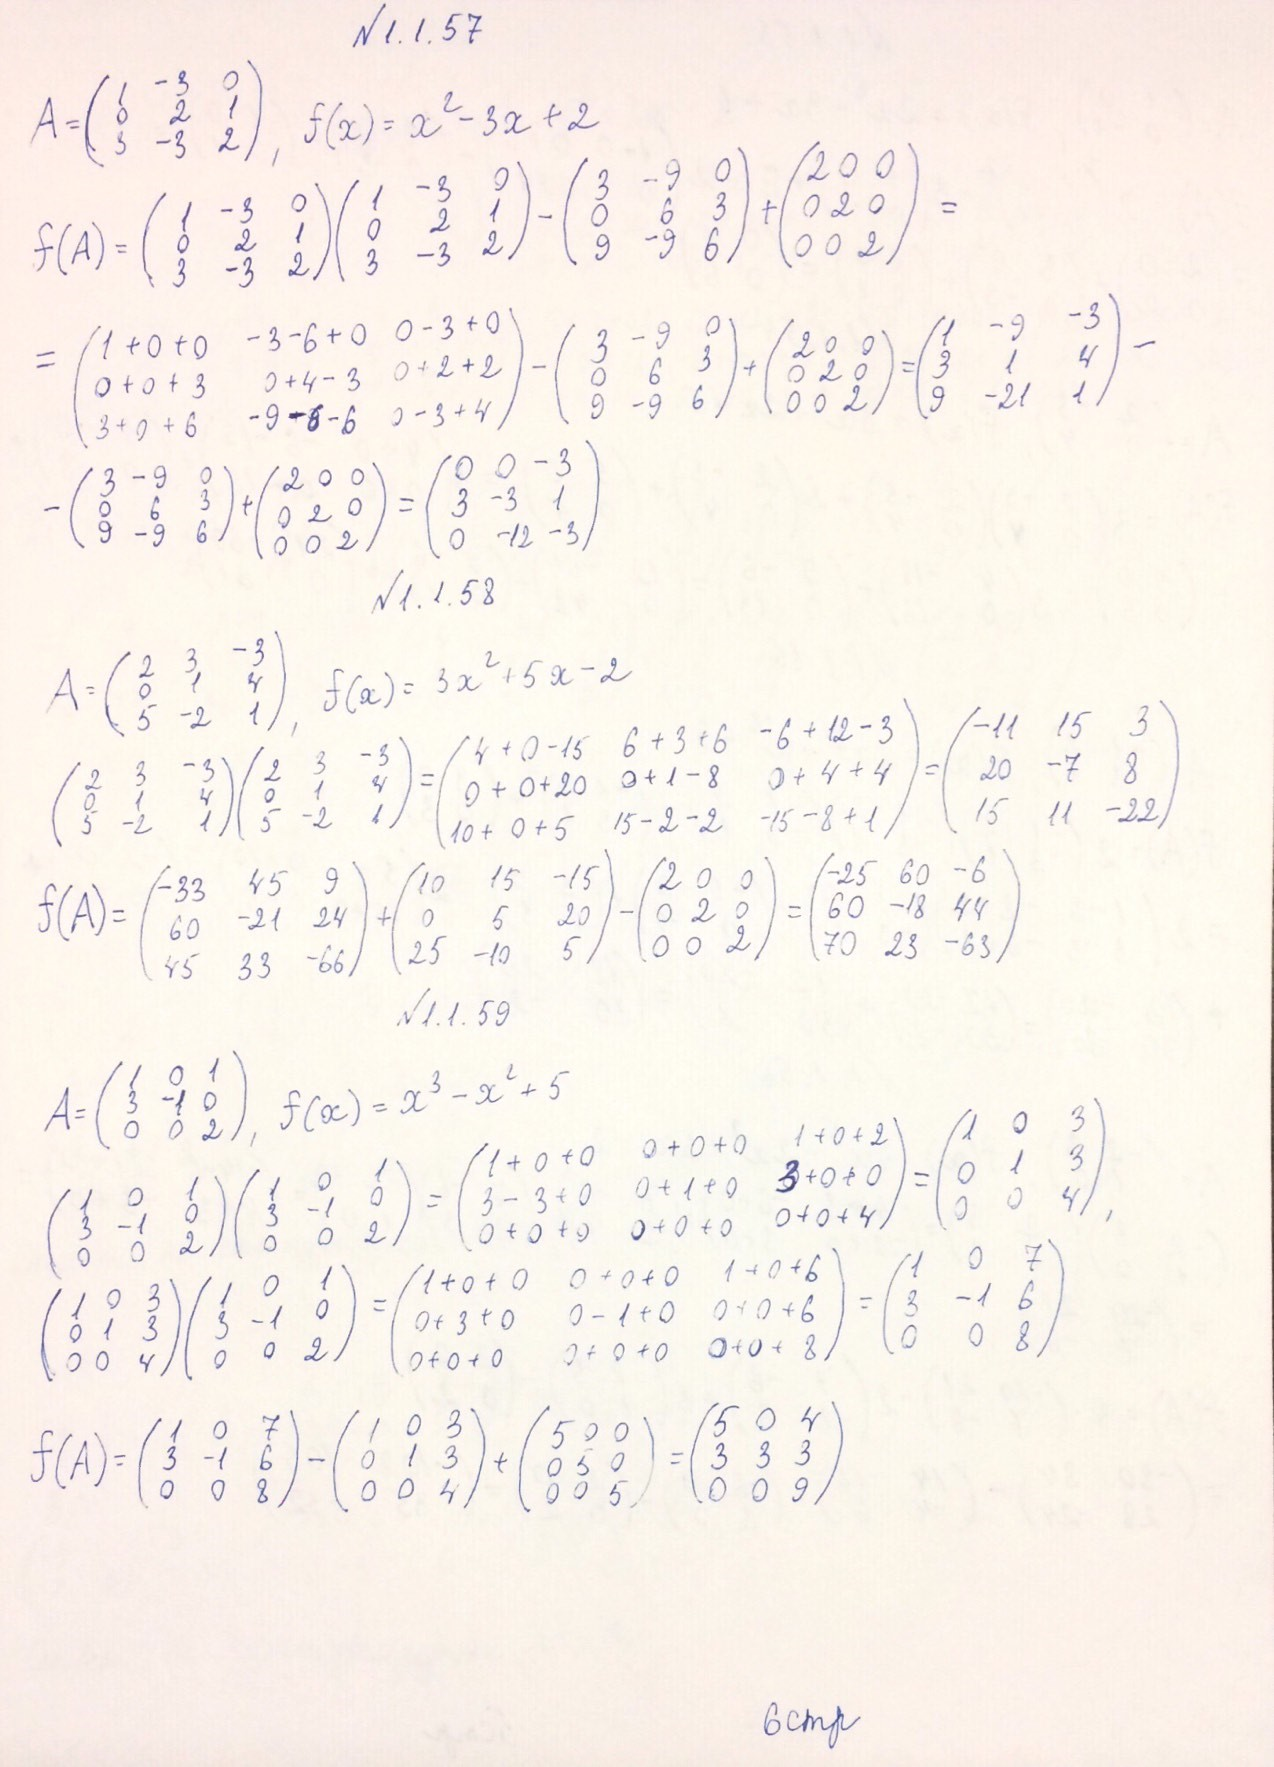 №1.1.57
A = (1 -3 0
0 2 1
3 -3 2), f(x) = x² - 3x + 2
f(A) = (1 -3 0
0 2 1
3 -3 2) (1 -3 0
0 2 1
3 -3 2) - (3 -9 0
0 6 3
9 -9 6) + (2 0 0
0 2 0
0 0 2) =
= (1+0+0 -3-6+0 0-3+0
0+0+3 0+4-3 0+2+2
3+0+6 -9-6-6 0-3+4) - (3 -9 0
0 6 3
9 -9 6) + (2 0 0
0 2 0
0 0 2) = (1 -9 -3
3 1 4
9 -21 1) -
- (3 -9 0
0 6 3
9 -9 6) + (2 0 0
0 2 0
0 0 2) = (0 0 -3
3 -3 1
0 -12 -3)
№1.1.58
A = (2 3 -3
0 1 4
5 -2 1), f(x) = 3x² + 5x - 2
(2 3 -3
0 1 4
5 -2 1) (2 3 -3
0 1 4
5 -2 1) = (4+0-15 6+3+6 -6+12-3
0+0+20 0+1-8 0+4+4
10+0+5 15-2-2 -15-8+1) = (-11 15 3
20 -7 8
15 11 -22)
f(A) = (-33 45 9
60 -21 24
45 33 -66) + (10 15 -15
0 5 20
25 -10 5) - (2 0 0
0 2 0
0 0 2) = (-25 60 -6
60 -18 44
70 23 -63)
№1.1.59
A = (1 0 1
3 -1 0
0 0 2), f(x) = x³ - x² + 5
(1 0 1
3 -1 0
0 0 2) (1 0 1
3 -1 0
0 0 2) = (1+0+0 0+0+0 1+0+2
3-3+0 0+1+0 3+0+0
0+0+0 0+0+0 0+0+4) = (1 0 3
0 1 3
0 0 4),
(1 0 3
0 1 3
0 0 4) (1 0 1
3 -1 0
0 0 2) = (1+0+0 0+0+0 1+0+6
0+3+0 0-1+0 0+0+6
0+0+0 0+0+0 0+0+8) = (1 0 7
3 -1 6
0 0 8)
f(A) = (1 0 7
3 -1 6
0 0 8) - (1 0 3
0 1 3
0 0 4) + (5 0 0
0 5 0
0 0 5) = (5 0 4
3 3 3
0 0 9)
6 стр